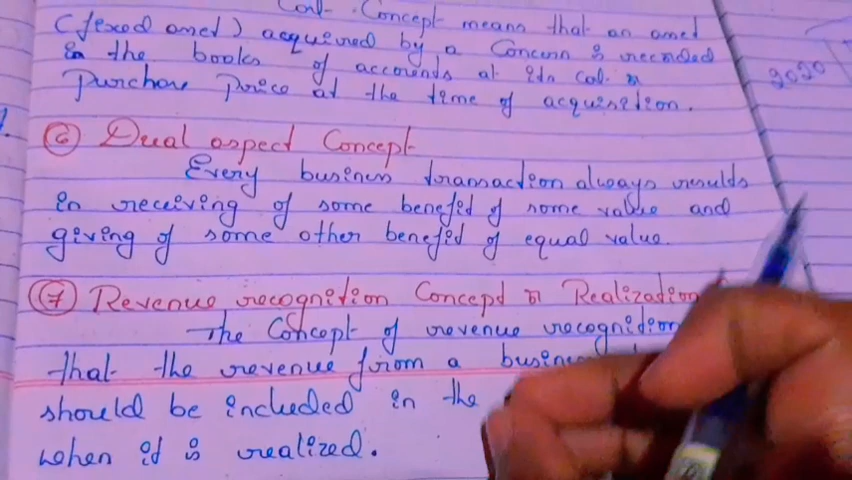 Cost Concept means that an asset
(fixed asset) acquired by a Concern is recorded
in the books of accounts at its cost or
Purchase Price at the time of acquisition.
2020
⑥ Dual aspect Concept
Every business transaction always results
in receiving of some benefit of some value and
giving of some other benefit of equal value.
⑦ Revenue recognition Concept or Realization
The Concept of revenue recognition
that the revenue from a business
should be included in the
when it is realized.